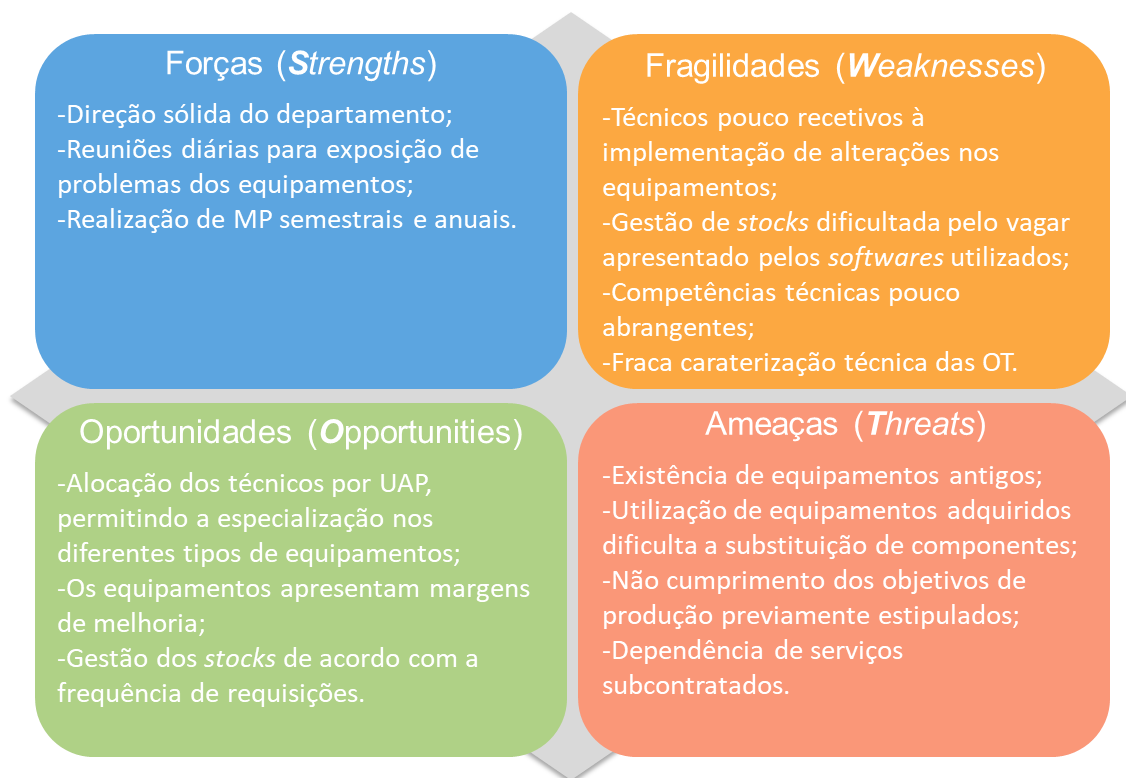 Forças (Strengths)
-Direção sólida do departamento;
-Reuniões diárias para exposição de
problemas dos equipamentos;
-Realização de MP semestrais e anuais.
Fragilidades (Weaknesses)
-Técnicos pouco recetivos à
implementação de alterações nos
equipamentos;
-Gestão de stocks dificultada pelo vagar
apresentado pelos softwares utilizados;
-Competências técnicas pouco
abrangentes;
-Fraca caraterização técnica das OT.
Oportunidades (Opportunities)
-Alocação dos técnicos por UAP,
permitindo a especialização nos
diferentes tipos de equipamentos;
-Os equipamentos apresentam margens
de melhoria;
-Gestão dos stocks de acordo com a
frequência de requisições.
Ameaças (Threats)
-Existência de equipamentos antigos;
-Utilização de equipamentos adquiridos
dificulta a substituição de componentes;
-Não cumprimento dos objetivos de
produção previamente estipulados;
-Dependência de serviços
subcontratados.